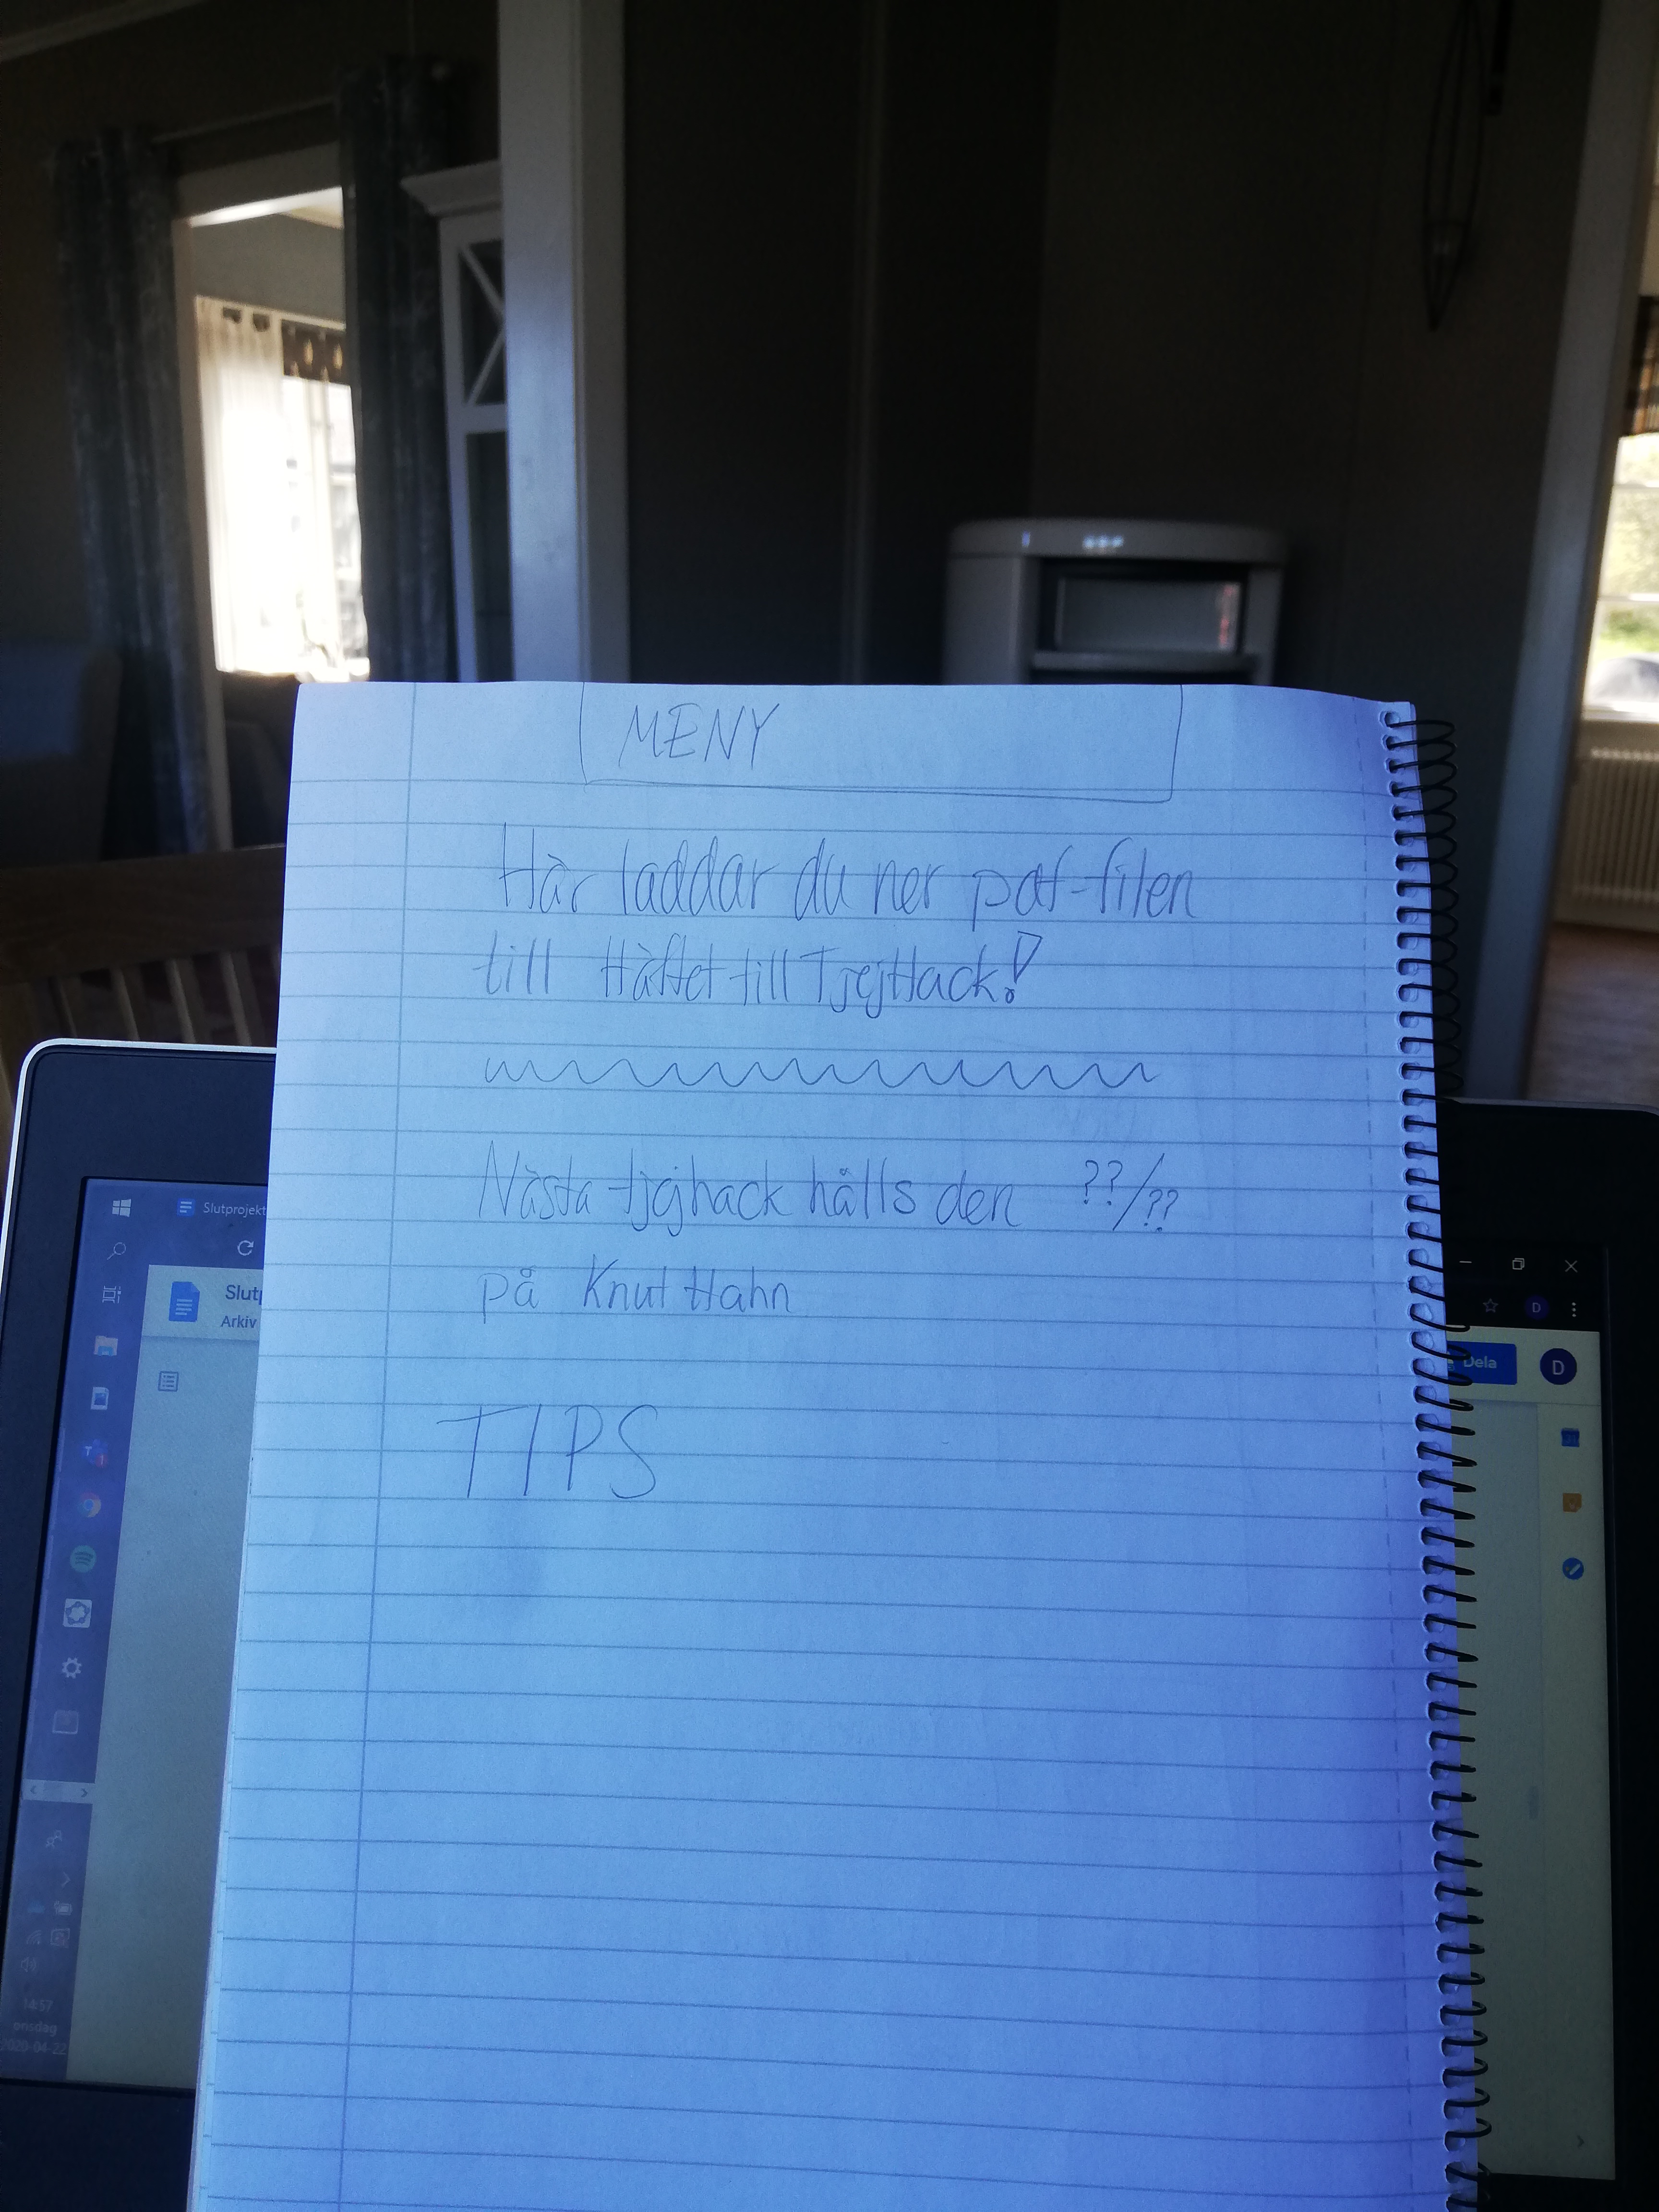 MENY
Här laddar du ner pdf-filen
till Häftet till TjejHack!
Nästa tjejhack hålls den ??/??
på Knut Hahn
TIPS
Slutprojekt
Arkiv
Dela
D
D
14:57
onsdag
2020-04-22